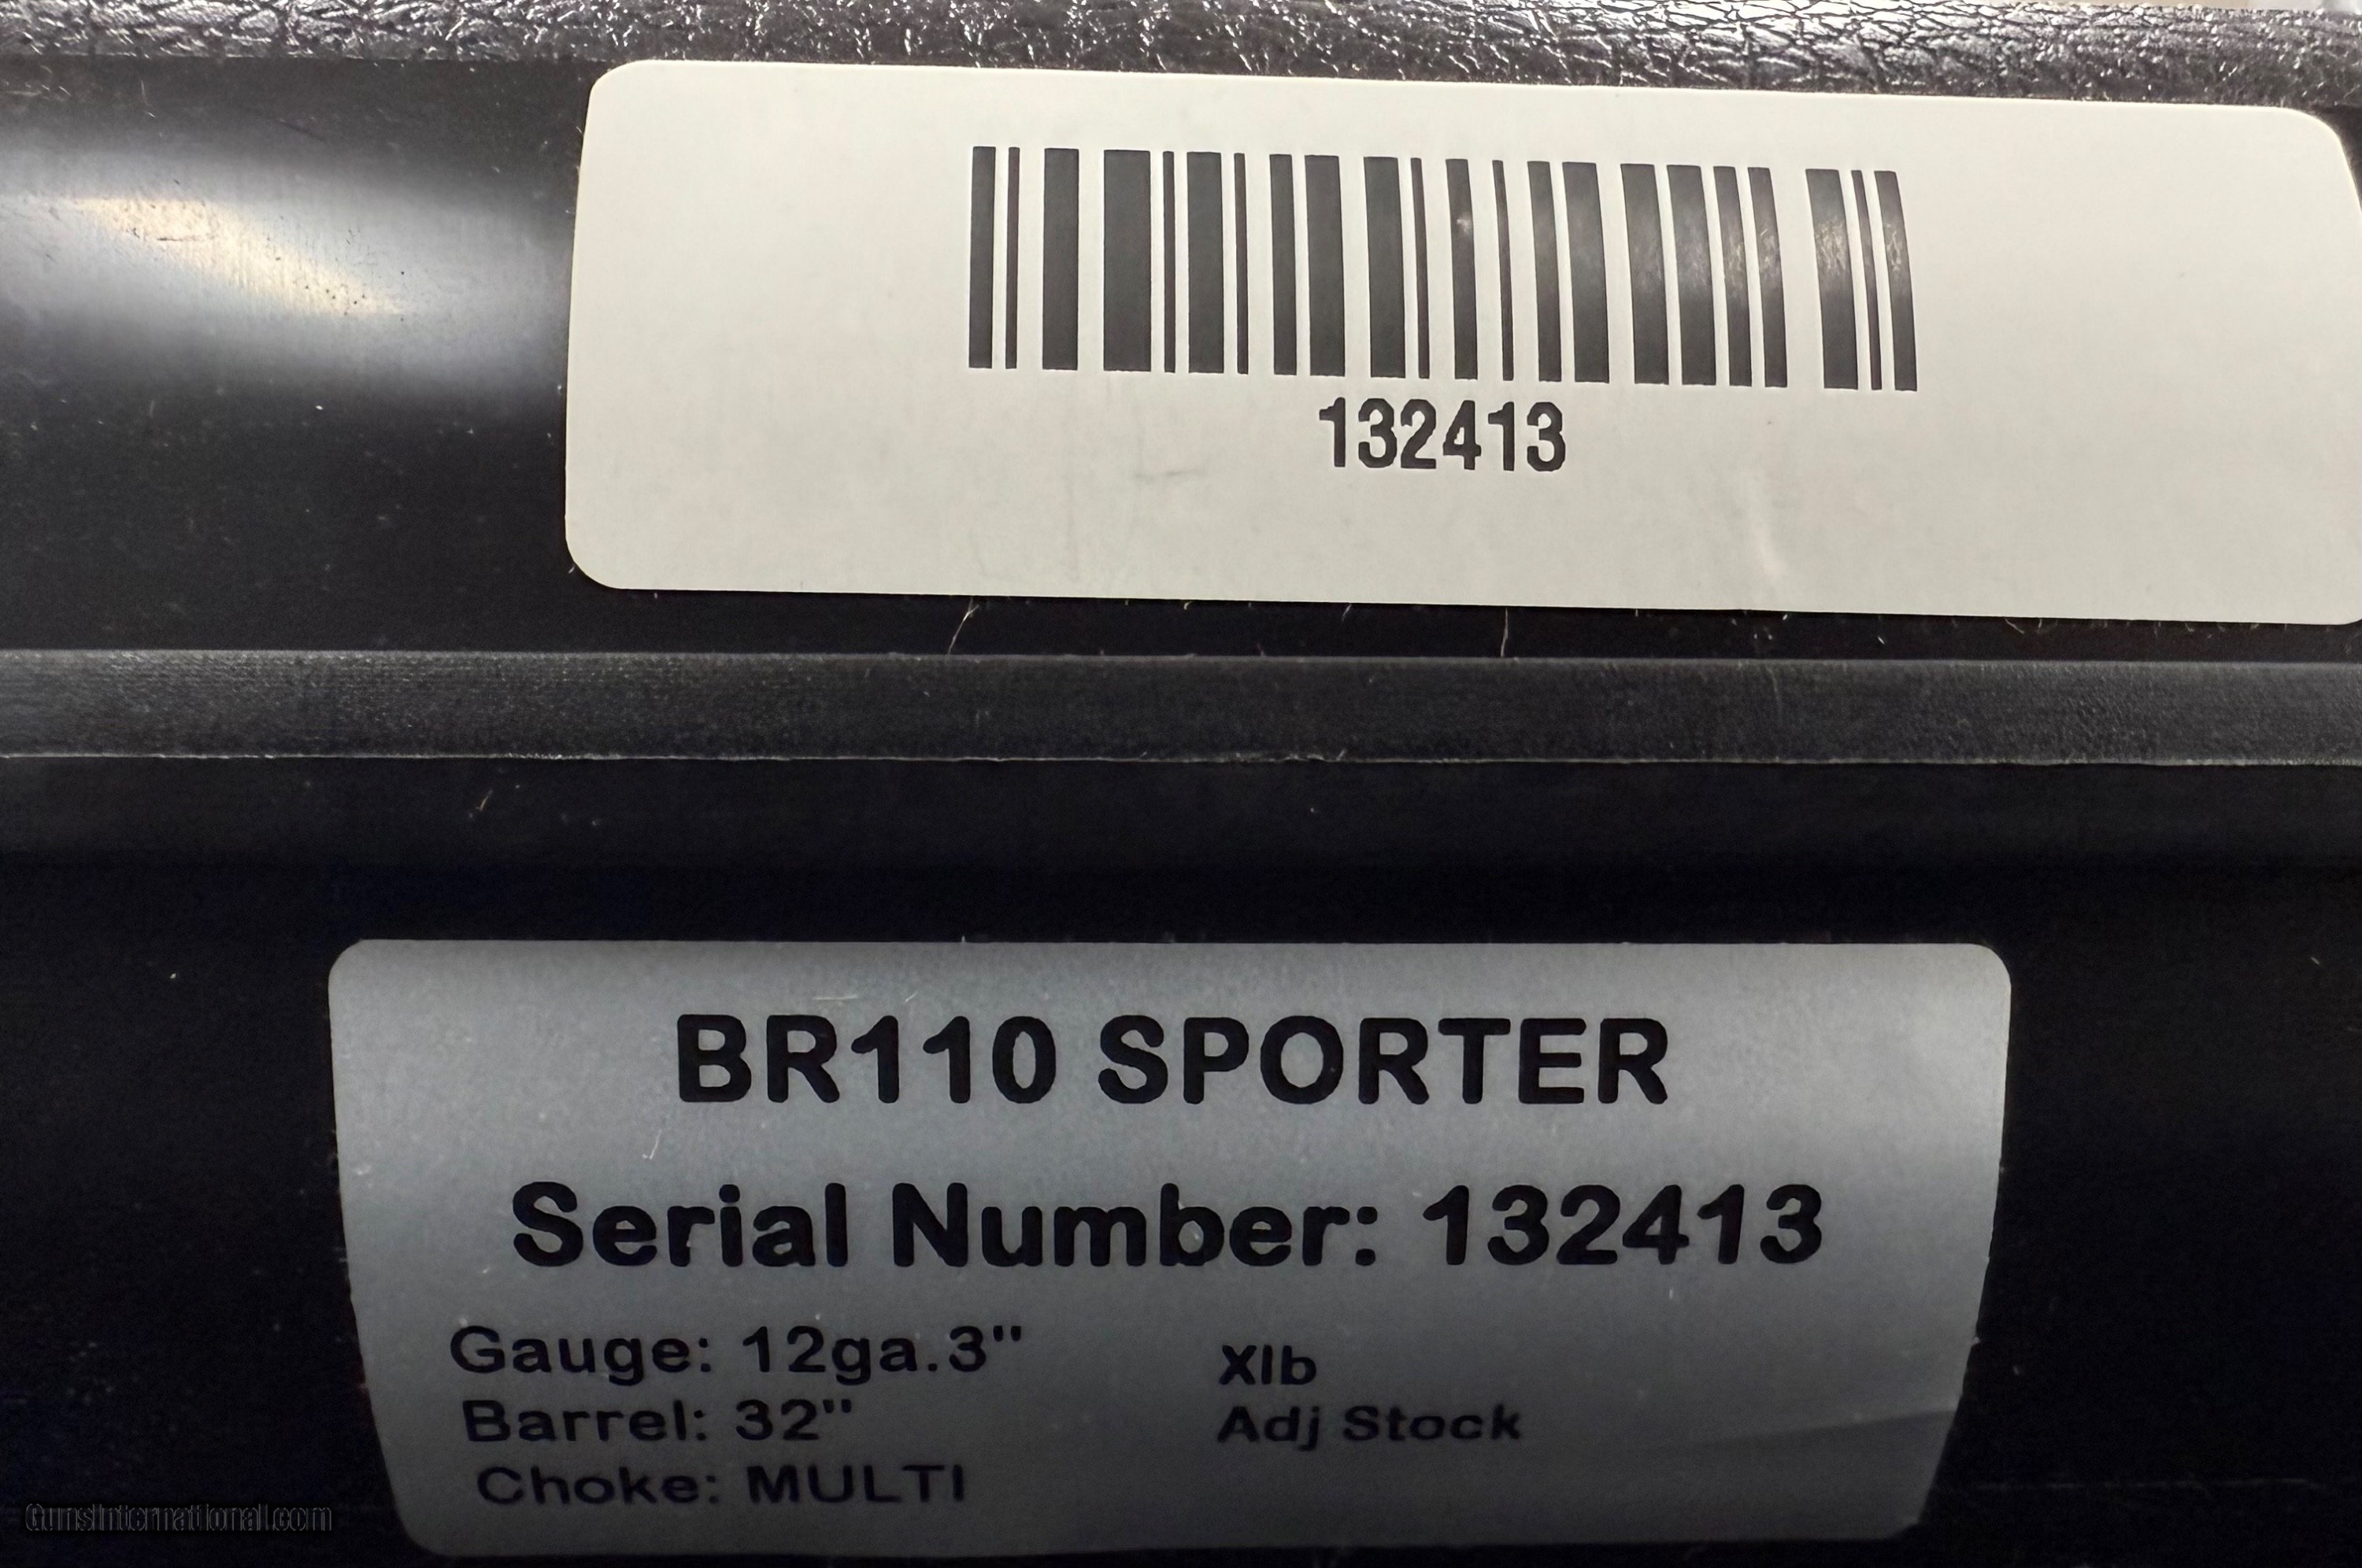 132413
BR110 SPORTER
Serial Number: 132413
Gauge: 12ga.3"
Xlb
Barrel: 32"
Adj Stock
Choke: MULTI
GunsInternational.com